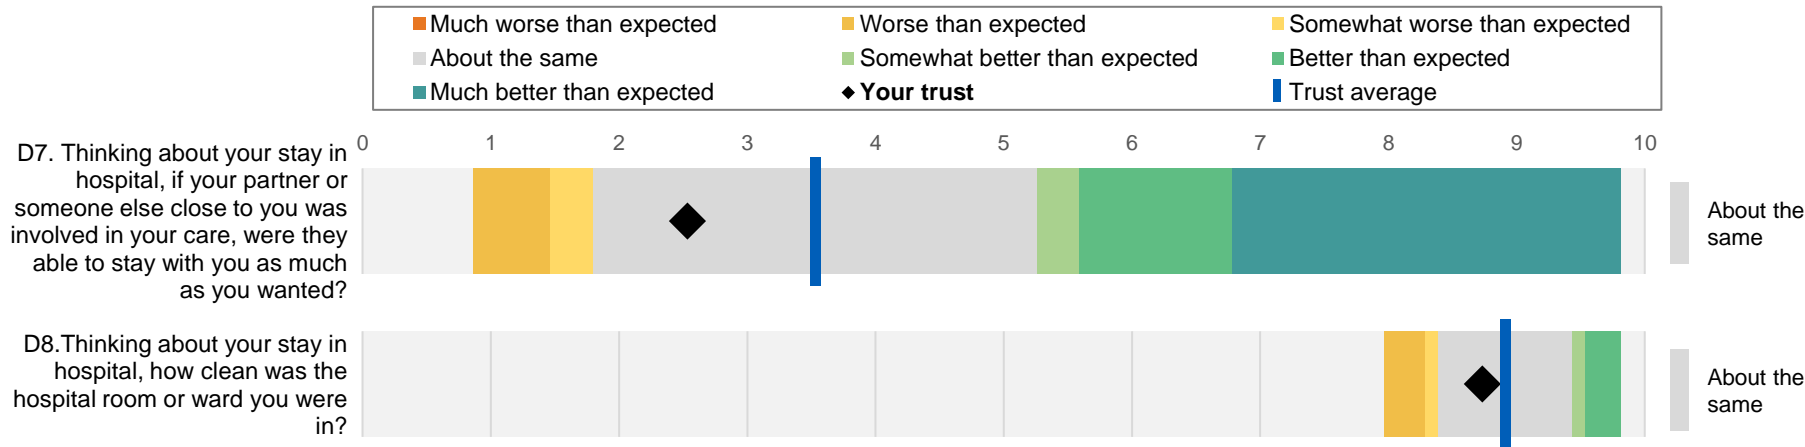 Much worse than expected
Worse than expected
Somewhat worse than expected
About the same
Somewhat better than expected
Better than expected
Much better than expected
Your trust
Trust average
0 1 2 3 4 5 6 7 8 9 10
D7. Thinking about your stay in
hospital, if your partner or
someone else close to you was
involved in your care, were they
able to stay with you as much
as you wanted?
About the
same
D8.Thinking about your stay in
hospital, how clean was the
hospital room or ward you were
in?
About the
same